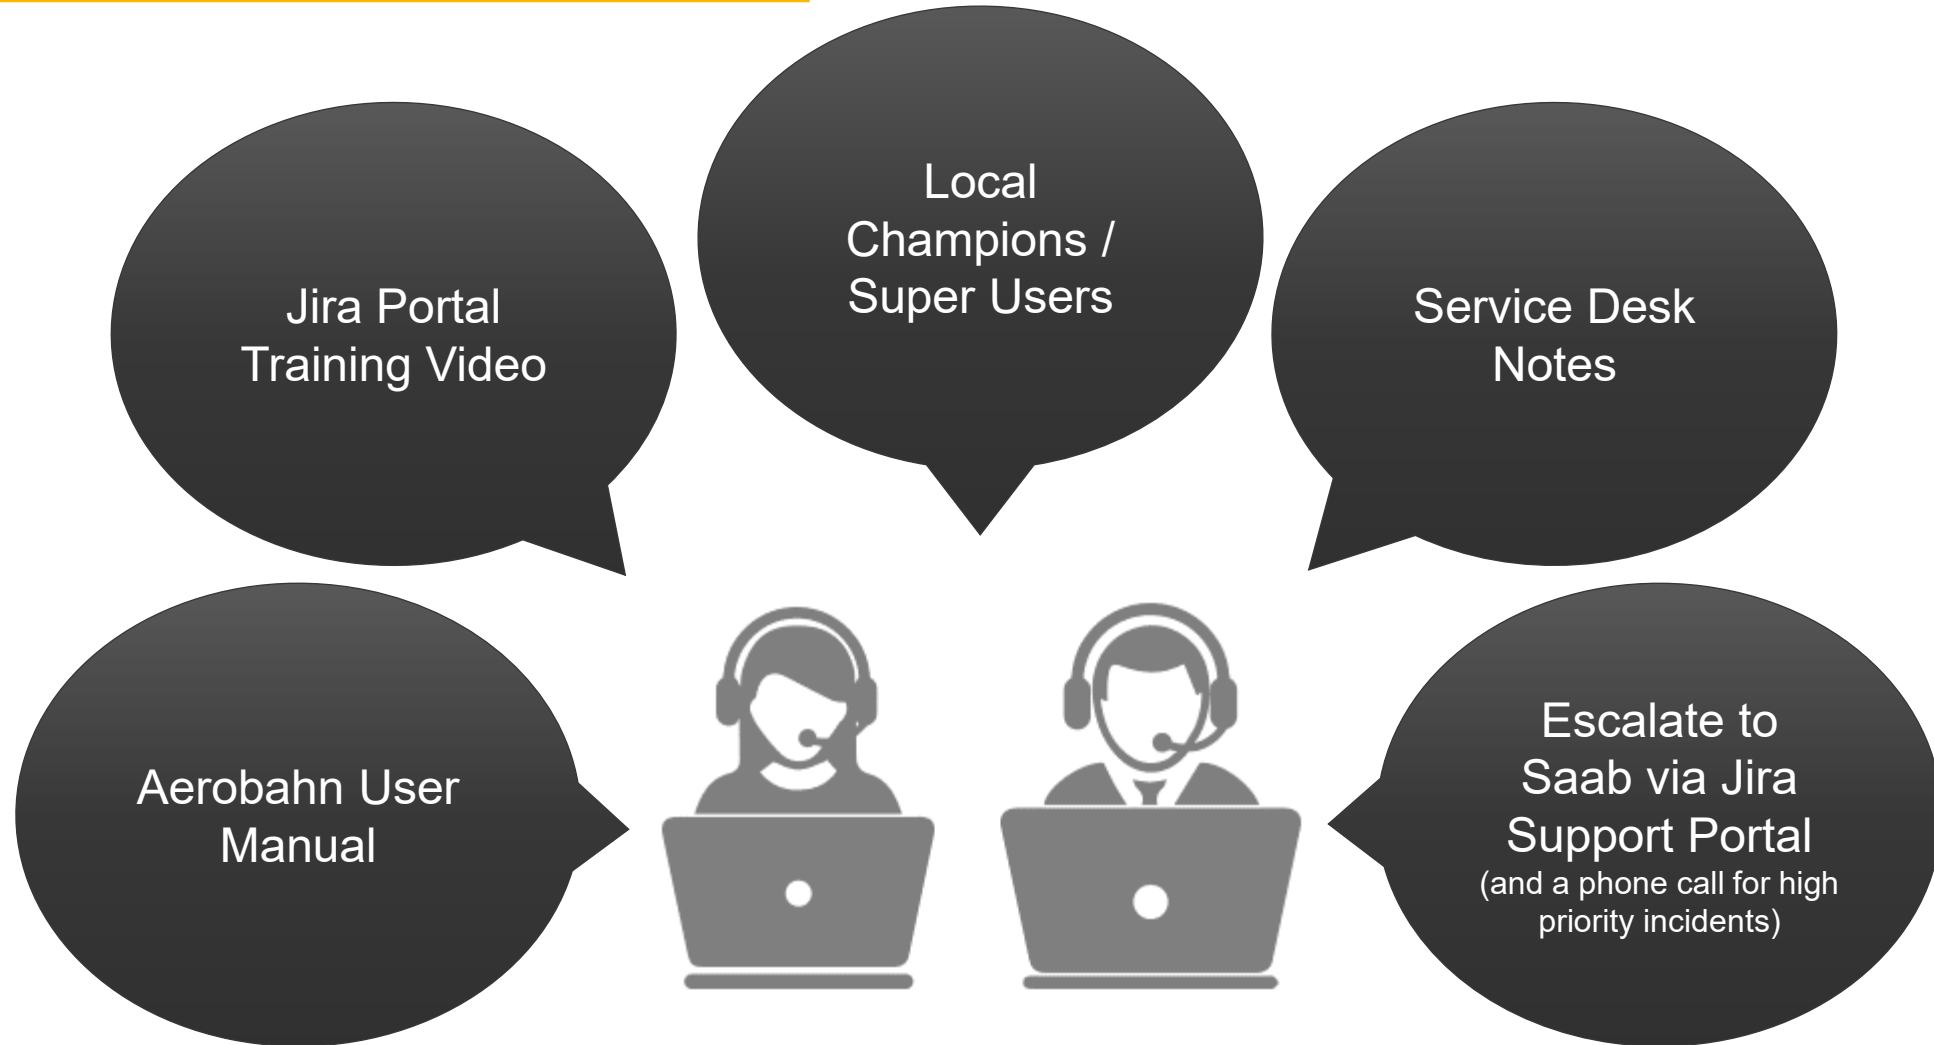 Local
Champions /
Super Users
Jira Portal
Training Video
Service Desk
Notes
Aerobahn User
Manual
Escalate to
Saab via Jira
Support Portal
(and a phone call for high
priority incidents)